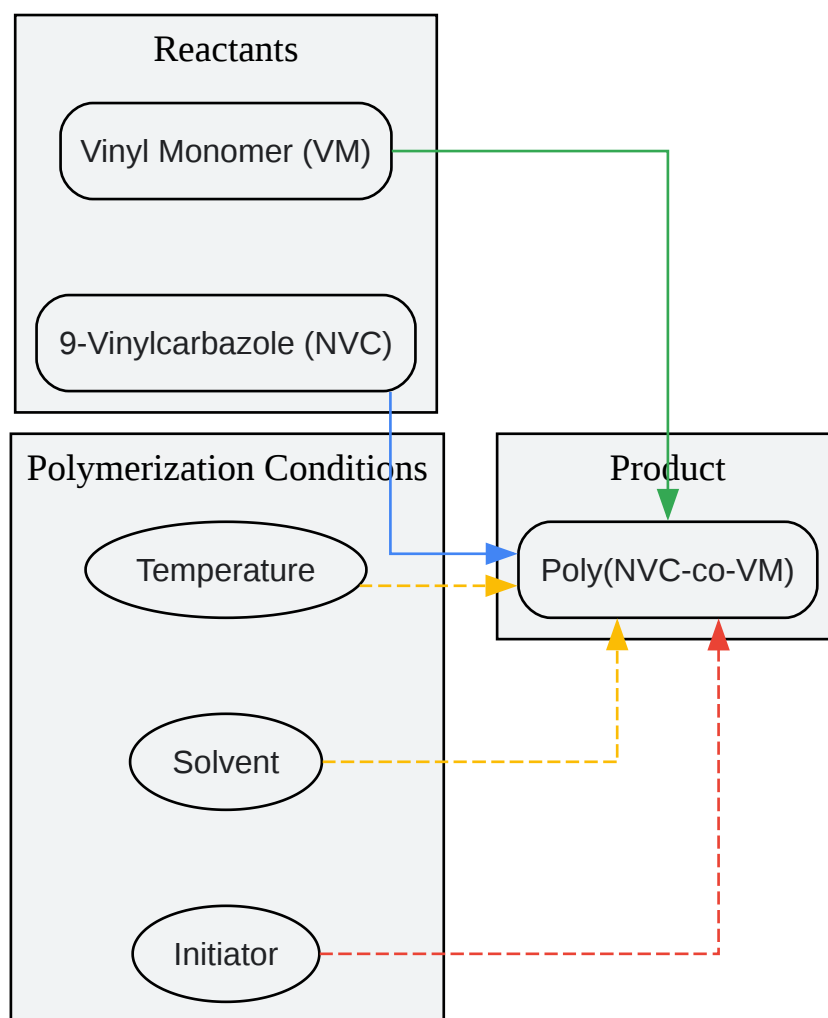 Reactants
Vinyl Monomer (VM)
9-Vinylcarbazole (NVC)
Polymerization Conditions
Temperature
Solvent
Initiator
Product
Poly(NVC-co-VM)